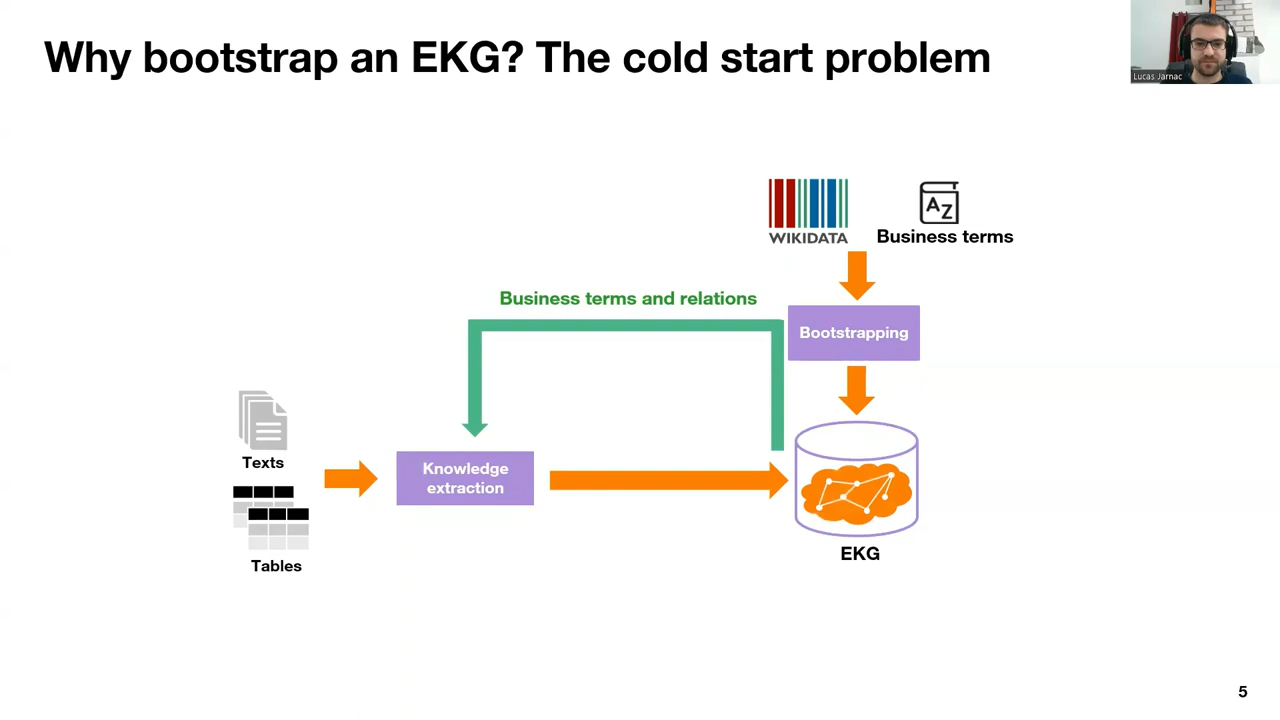 Why bootstrap an EKG? The cold start problem
Lucas Jarnac
WIKIDATA
AZ
Business terms
Business terms and relations
Bootstrapping
Texts
Knowledge
extraction
Tables
EKG
5